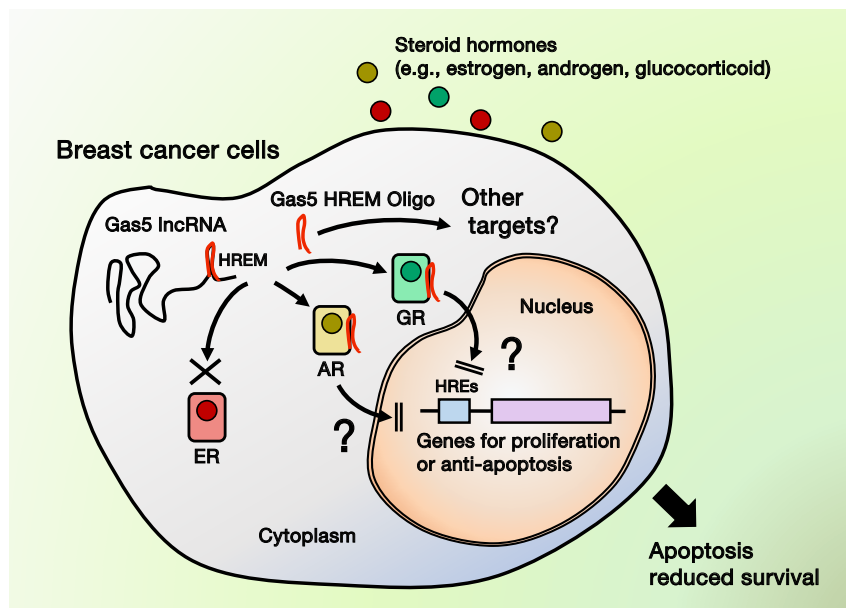 Steroid hormones
(e.g., estrogen, androgen, glucocorticoid)
Breast cancer cells
Gas5 HREM Oligo
Other
targets?
Gas5 lncRNA
HREM
GR
Nucleus
AR
?
HREs
?
ER
Genes for proliferation
or anti-apoptosis
Cytoplasm
Apoptosis
reduced survival